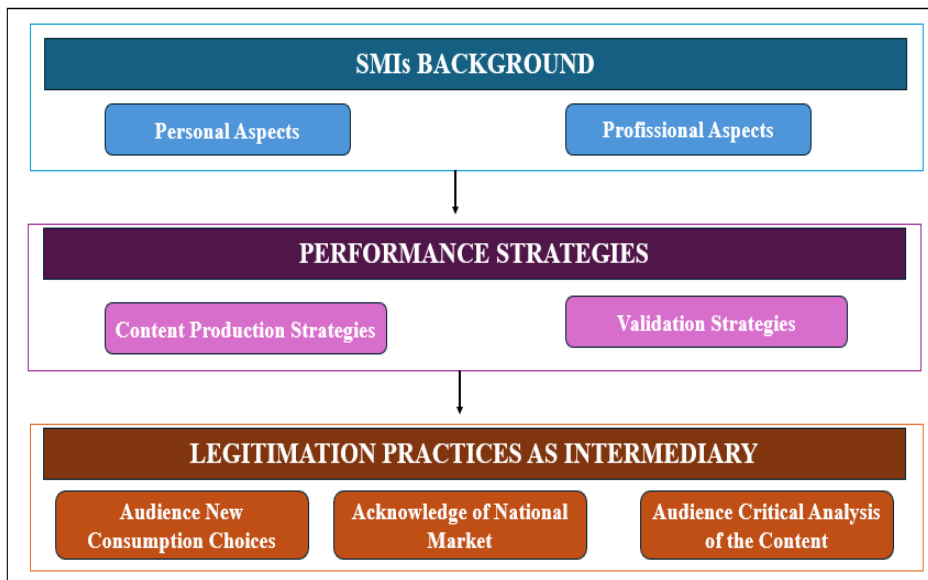 SMIs BACKGROUND
Personal Aspects
Profissional Aspects
PERFORMANCE STRATEGIES
Content Production Strategies
Validation Strategies
LEGITIMATION PRACTICES AS INTERMEDIARY
Audience New
Consumption Choices
Acknowledge of National
Market
Audience Critical Analysis
of the Content